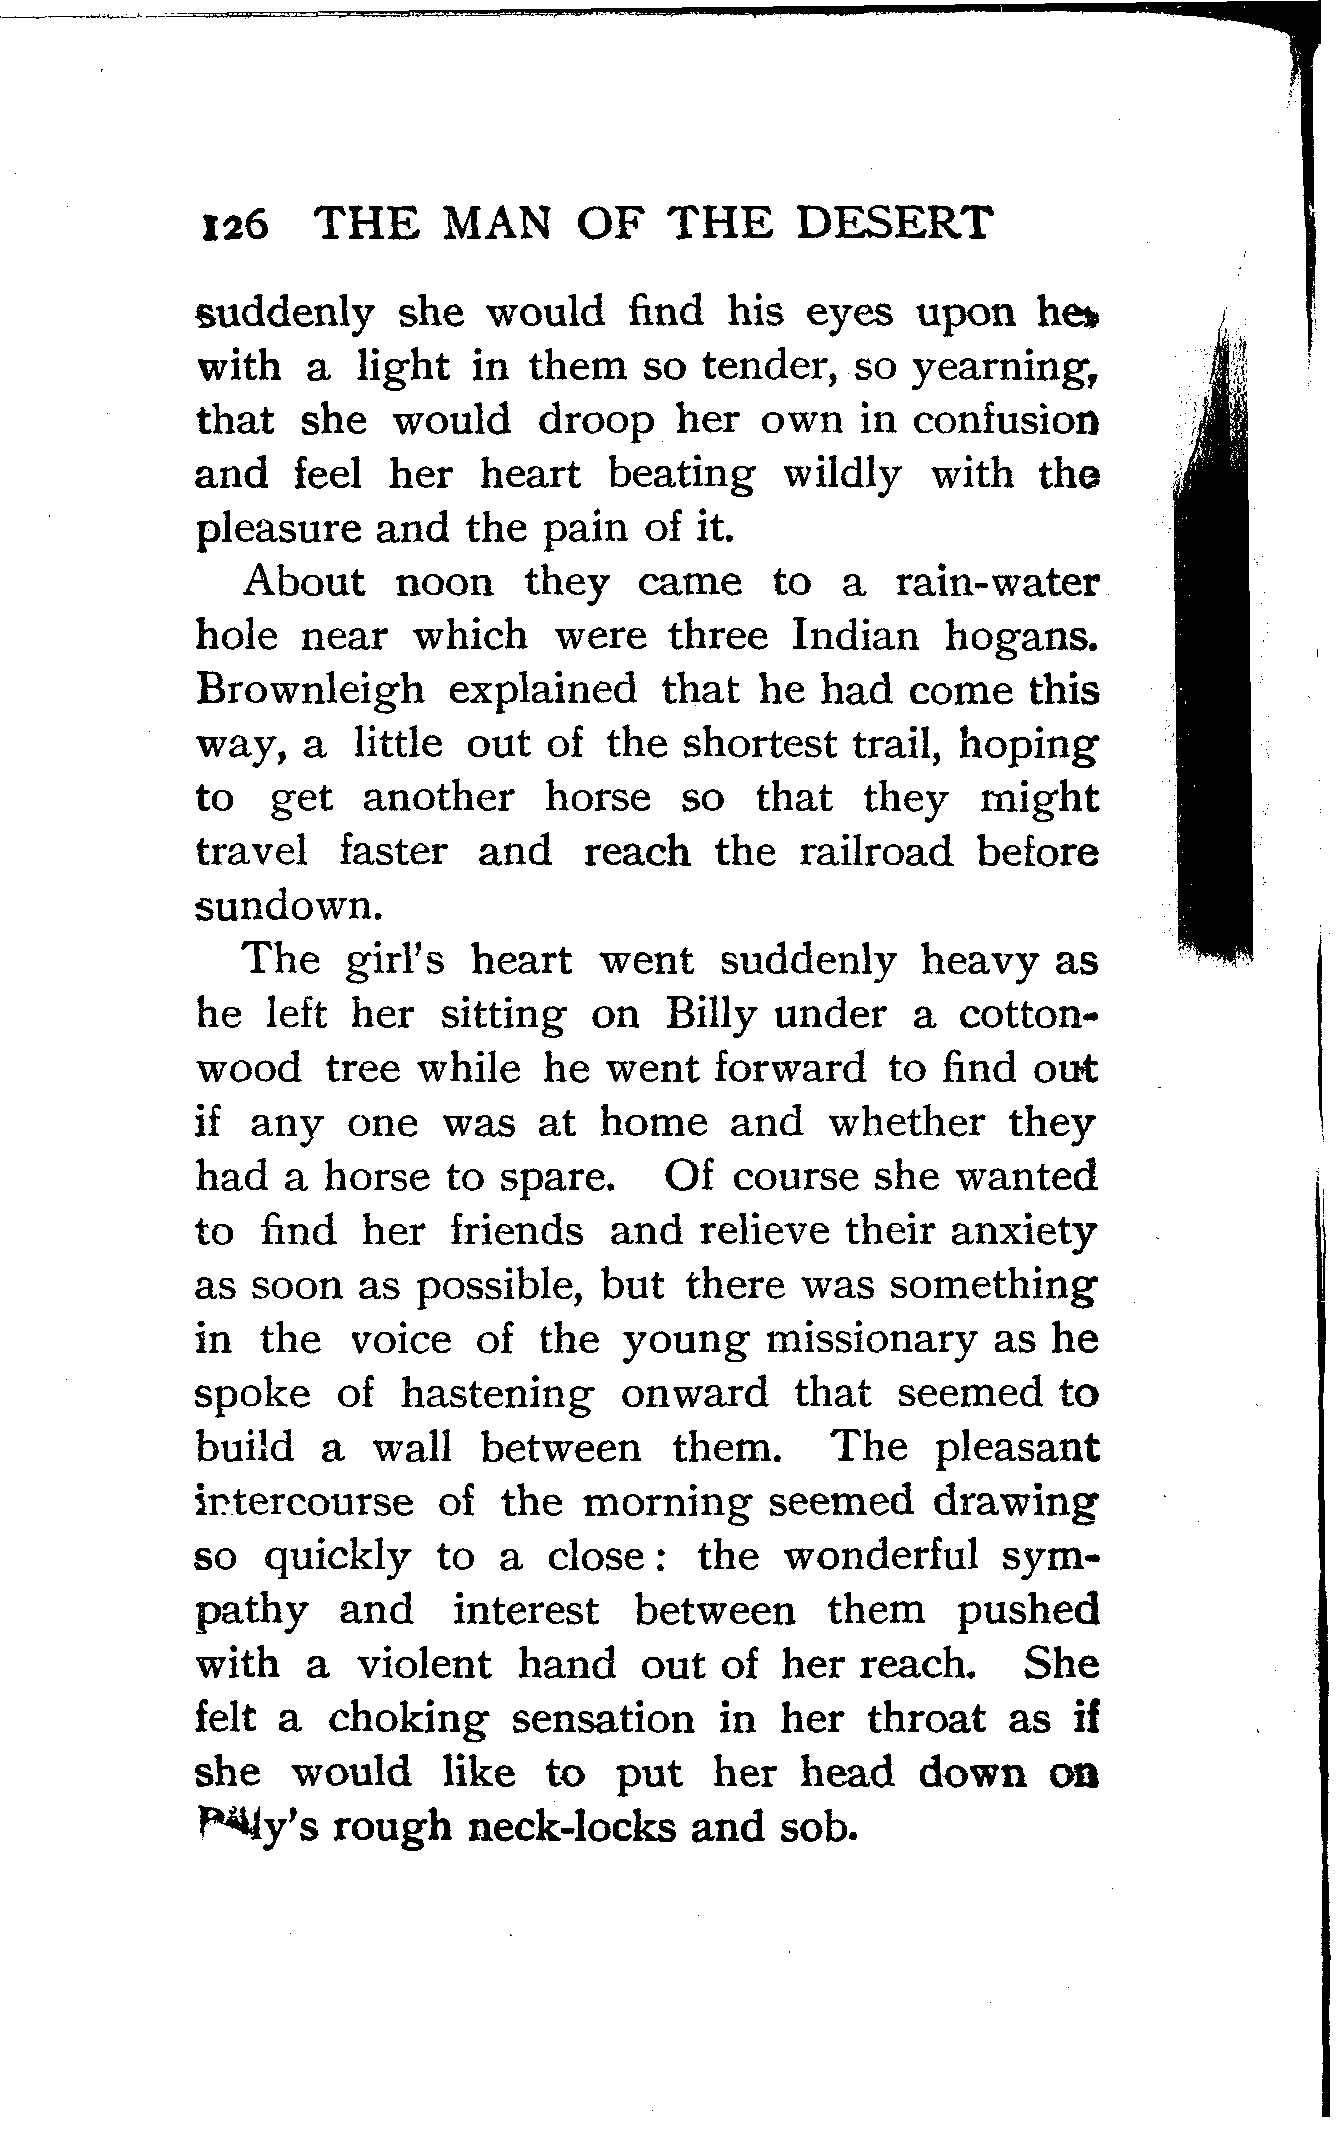 126 THE MAN OF THE DESERT
suddenly she would find his eyes upon her
with a light in them so tender, so yearning,
that she would droop her own in confusion
and feel her heart beating wildly with the
pleasure and the pain of it.
About noon they came to a rain-water
hole near which were three Indian hogans.
Brownleigh explained that he had come this
way, a little out of the shortest trail, hoping
to get another horse so that they might
travel faster and reach the railroad before
sundown.
The girl's heart went suddenly heavy as
he left her sitting on Billy under a cotton-
wood tree while he went forward to find out
if any one was at home and whether they
had a horse to spare. Of course she wanted
to find her friends and relieve their anxiety
as soon as possible, but there was something
in the voice of the young missionary as he
spoke of hastening onward that seemed to
build a wall between them. The pleasant
intercourse of the morning seemed drawing
so quickly to a close: the wonderful sym-
pathy and interest between them pushed
with a violent hand out of her reach. She
felt a choking sensation in her throat as if
she would like to put her head down on
Billy's rough neck-locks and sob.